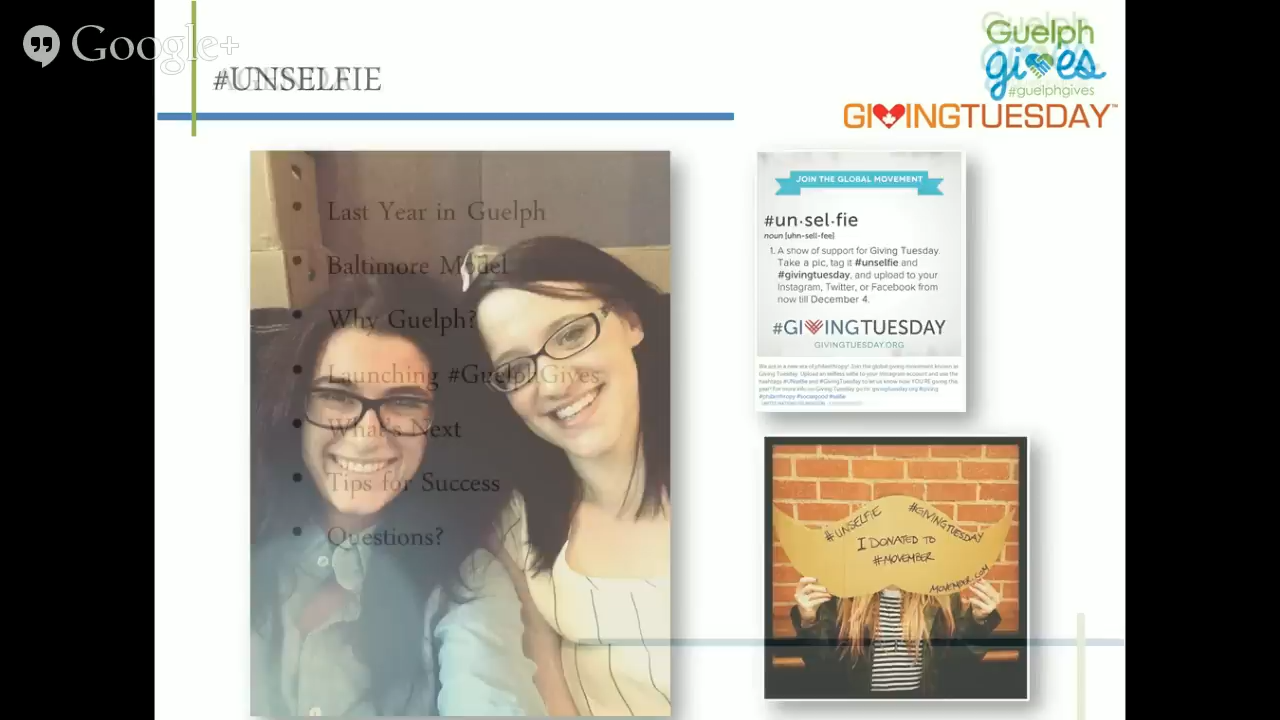 Google+
#UNSELFIE
AGENDA
Guelph
gives
#guelphgives
GIVINGTUESDAY™
Last Year in Guelph
Baltimore Model
Why Guelph?
Launching #GuelphGives
What's Next
Tips for Success
Questions?
JOIN THE GLOBAL MOVEMENT
#un·sel·fie
noun [uhn-sell-fee]
1. A show of support for Giving Tuesday.
Take a pic, tag it #unselfie and
#givingtuesday, and upload to your
Instagram, Twitter, or Facebook from
now till December 4.
#GIVINGTUESDAY
GIVINGTUESDAY.ORG
#UNSELFIE
#GIVINGTUESDAY
I DONATED TO
#MOVEMBER
MOVEMBER.COM